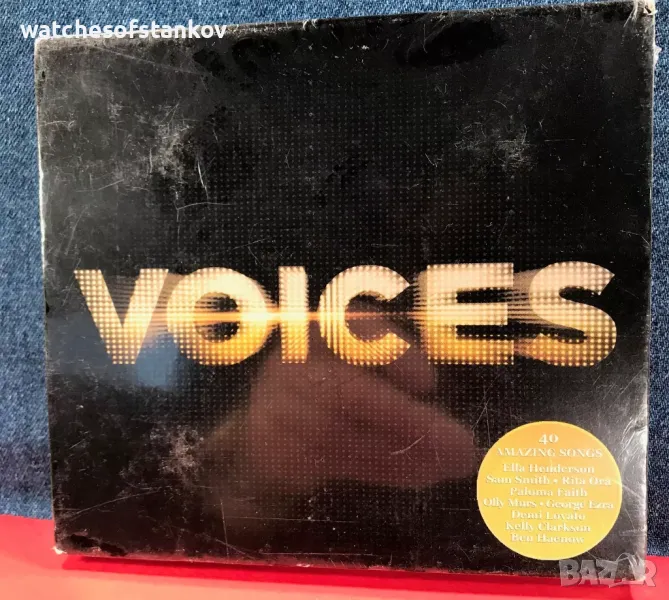 watchesofstankov
VOICES
40
AMAZING SONGS
Ella Henderson
Sam Smith • Rita Ora
Paloma Faith
Olly Murs • George Ezra
Demi Lovato
Kelly Clarkson
Ben Haenow
BAZAR